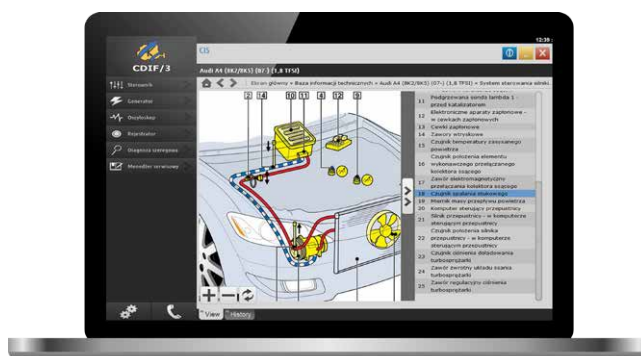 12:39
CDIF/3
CIS
Audi A4 (8K2/8K5) (07-) (1,8 TFSI)
Ekran główny » Baza informacji technicznych » Audi A4 (8K2/8K5) (07-) (1,8 TFSI) » System sterowania silniki
Sterownik
Generator
Oscyloskop
Rejestrator
Diagnoza szeregowa
Menedżer serwisowy
2 14 10 11 4 12 9
11 Podgrzewana sonda lambda 1 -
przed katalizatorem
12 Elektroniczne aparaty zapłonowe -
w cewkach zapłonowych
13 Cewki zapłonowe
14 Zawory wtryskowe
15 Czujnik temperatury zasysanego
powietrza
Czujnik położenia elementu
16 wykonawczego przełączanego
kolektora ssącego
17 Zawór elektromagnetyczny
przełączania kolektora ssącego
18 Czujnik spalania stukowego
19 Miernik masy przepływu powietrza
20 Komputer sterujący przepustnicy
21 Silnik przepustnicy - w komputerze
sterującym przepustnicy
Czujnik położenia silnika
22 przepustnicy - w komputerze
sterującym przepustnicy
23 Czujnik ciśnienia doładowania
turbosprężarki
24 Zawór zwrotny układu ssania
turbosprężarki
25 Zawór regulacyjny ciśnienia
turbosprężarki
View
History